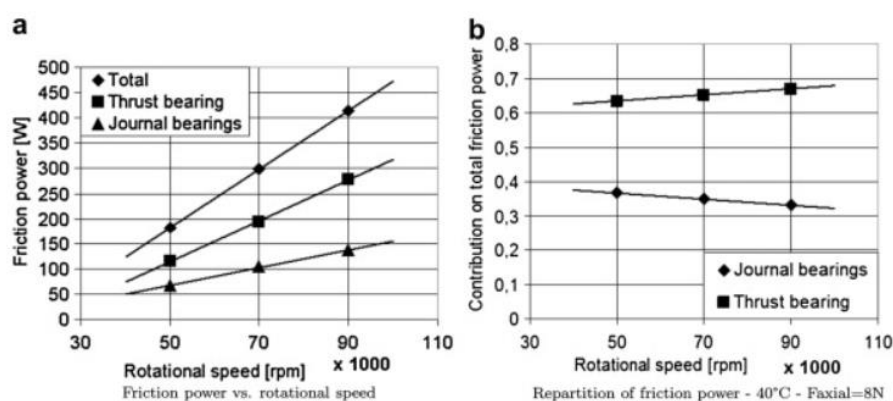 a
500
450
400
350
300
250
200
150
100
50
0
Friction power [W]
Total
Thrust bearing
Journal bearings
30 50 70 90 110
Rotational speed [rpm] x 1000
Friction power vs. rotational speed
b
0,8
0,7
0,6
0,5
0,4
0,3
0,2
0,1
0
Contribution on total friction power
Journal bearings
Thrust bearing
30 50 70 90 110
Rotational speed [rpm] x 1000
Repartition of friction power - 40°C - Faxial=8N